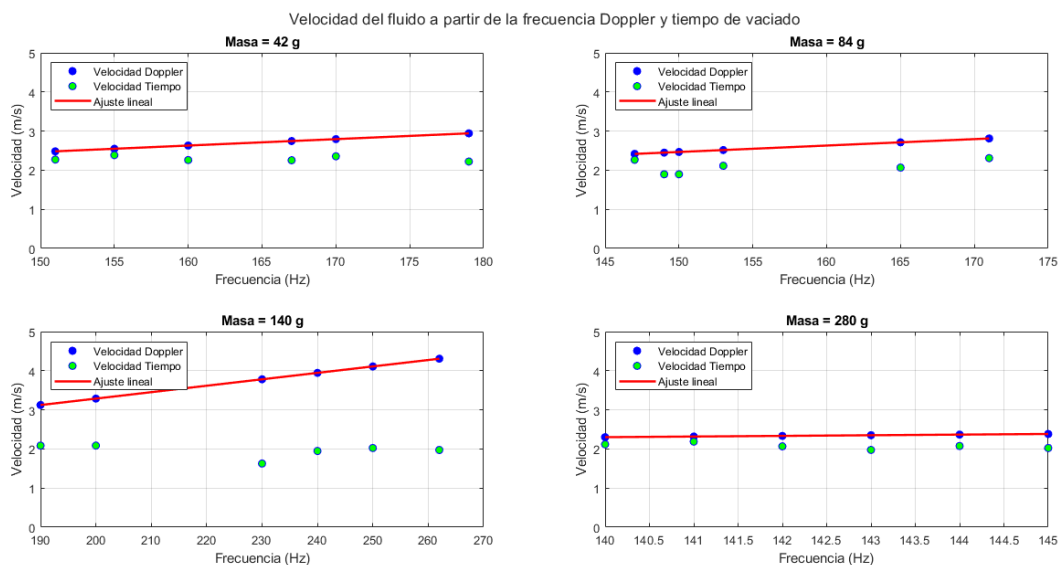 Velocidad del fluido a partir de la frecuencia Doppler y tiempo de vaciado
Masa = 42 g
5
4
3
2
1
0
Velocidad (m/s)
Velocidad Doppler
Velocidad Tiempo
Ajuste lineal
150 155 160 165 170 175 180
Frecuencia (Hz)
Masa = 84 g
5
4
3
2
1
0
Velocidad (m/s)
Velocidad Doppler
Velocidad Tiempo
Ajuste lineal
145 150 155 160 165 170 175
Frecuencia (Hz)
Masa = 140 g
5
4
3
2
1
0
Velocidad (m/s)
Velocidad Doppler
Velocidad Tiempo
Ajuste lineal
190 200 210 220 230 240 250 260 270
Frecuencia (Hz)
Masa = 280 g
5
4
3
2
1
0
Velocidad (m/s)
Velocidad Doppler
Velocidad Tiempo
Ajuste lineal
140 140.5 141 141.5 142 142.5 143 143.5 144 144.5 145
Frecuencia (Hz)